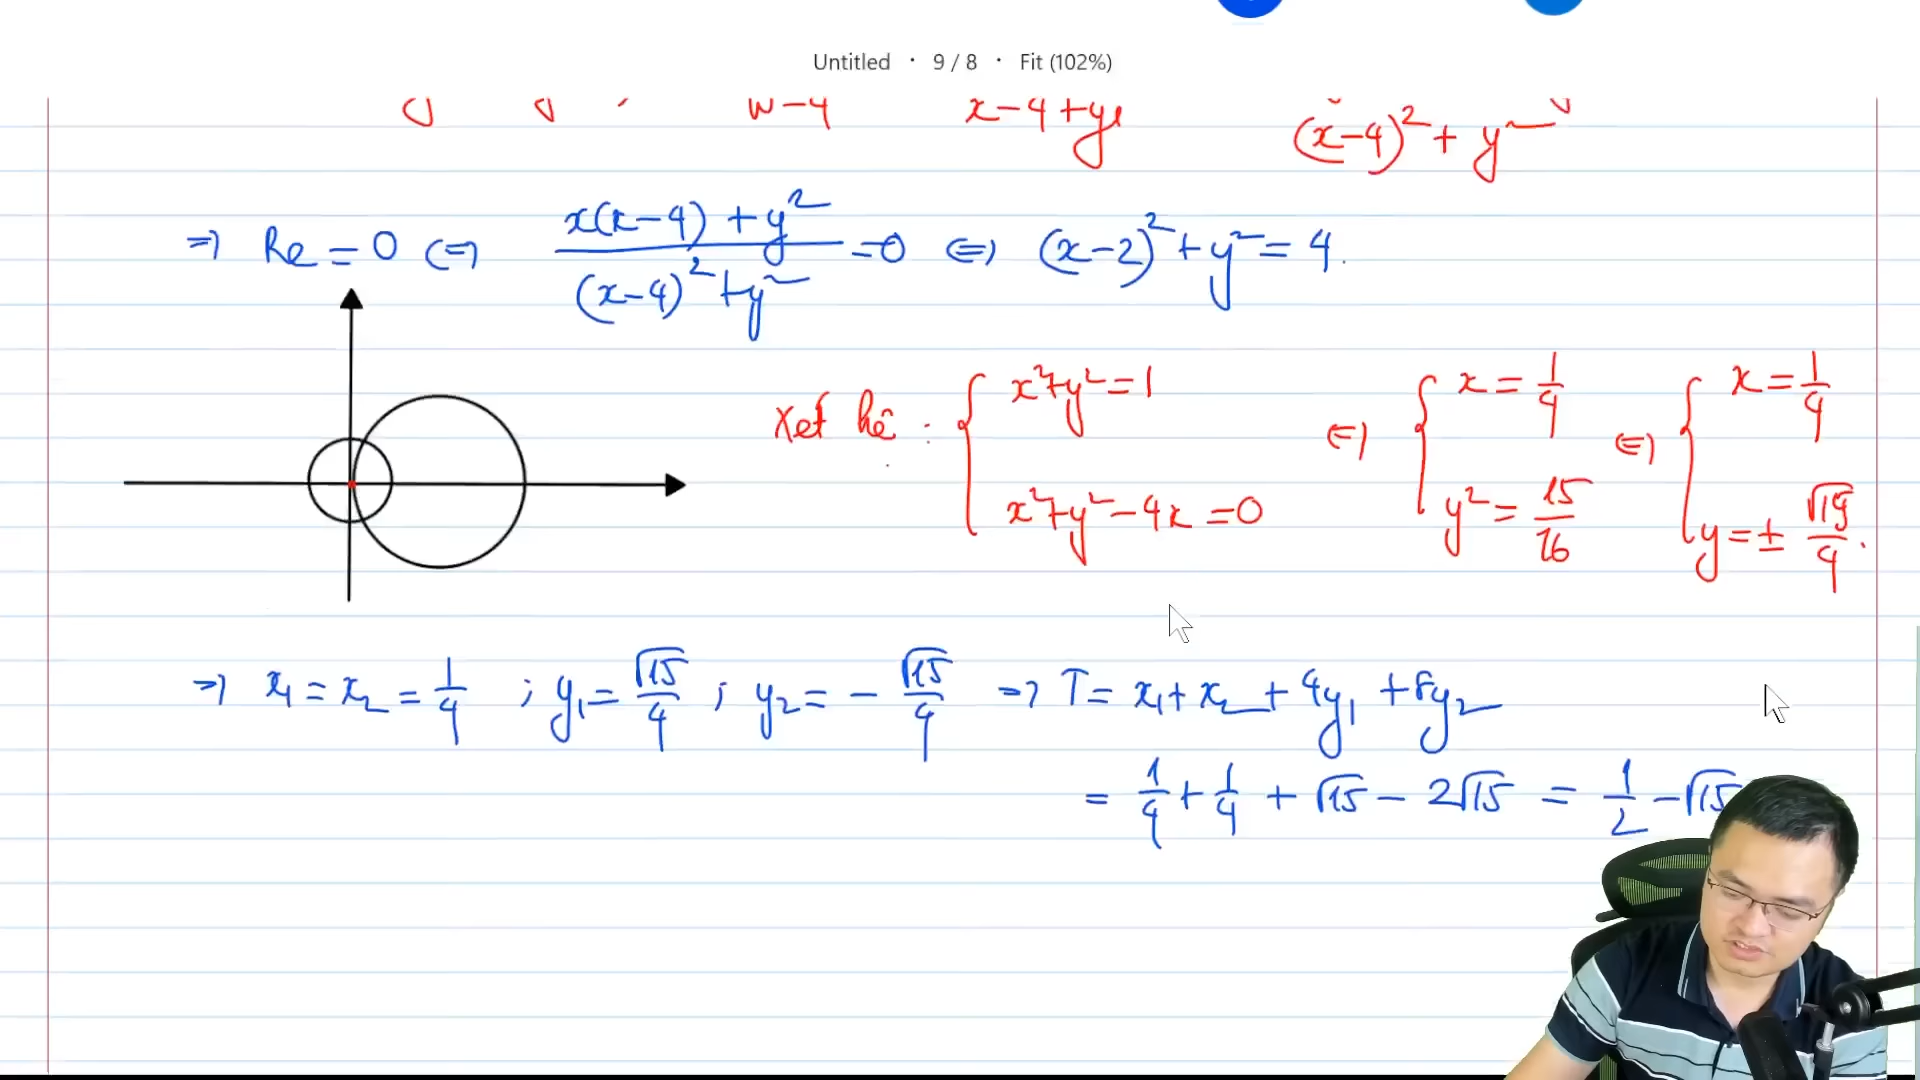 Untitled · 9 / 8 · Fit (102%)
w-4 x-4+yi (x-4)² + y²
=> Re = 0 <=> x(x-4) + y² / (x-4)² + y² = 0 <=> (x-2)² + y² = 4.
Xét hệ : { x²+y²=1 ; x²+y²-4x=0 <=> { x = 1/4 ; y² = 15/16 <=> { x = 1/4 ; y = ± √15/4 .
=> x₁ = x₂ = 1/4 ; y₁ = √15/4 ; y₂ = - √15/4 => T = x₁ + x₂ + 4y₁ + 8y₂
= 1/4 + 1/4 + √15 - 2√15 = 1/2 - √15